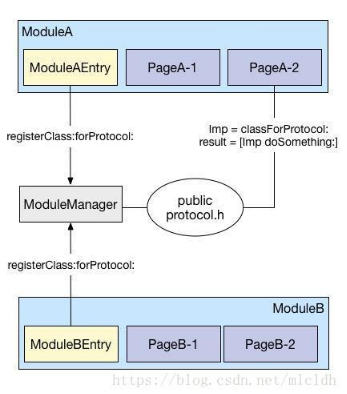 ModuleA
ModuleAEntry
PageA-1
PageA-2
registerClass:forProtocol:
Imp = classForProtocol:
result = [Imp doSomething:]
ModuleManager
public
protocol.h
registerClass:forProtocol:
ModuleB
ModuleBEntry
PageB-1
PageB-2
https://blog.csdn.net/mlcldh